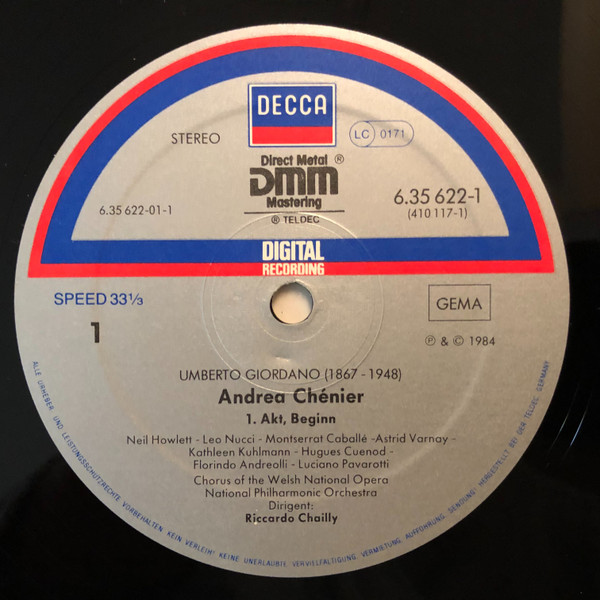 DECCA
STEREO
LC 0171
Direct Metal ®
DMM
Mastering
® TELDEC
6.35 622-01-1
6.35 622-1
(410 117-1)
DIGITAL
RECORDING
SPEED 33⅓
GEMA
1
℗ & © 1984
UMBERTO GIORDANO (1867 - 1948)
Andrea Chénier
1. Akt, Beginn
Neil Howlett - Leo Nucci - Montserrat Caballé -Astrid Varnay -
Kathleen Kuhlmann - Hugues Cuenod -
Florindo Andreolli - Luciano Pavarotti
Chorus of the Welsh National Opera
National Philharmonic Orchestra
Dirigent:
Riccardo Chailly
ALLE URHEBER- UND LEISTUNGSSCHUTZRECHTE VORBEHALTEN. KEIN VERLEIH! KEINE UNERLAUBTE VERVIELFÄLTIGUNG, VERMIETUNG, AUFFÜHRUNG, SENDUNG! HERGESTELLT BEI DER TELDEC GERMANY